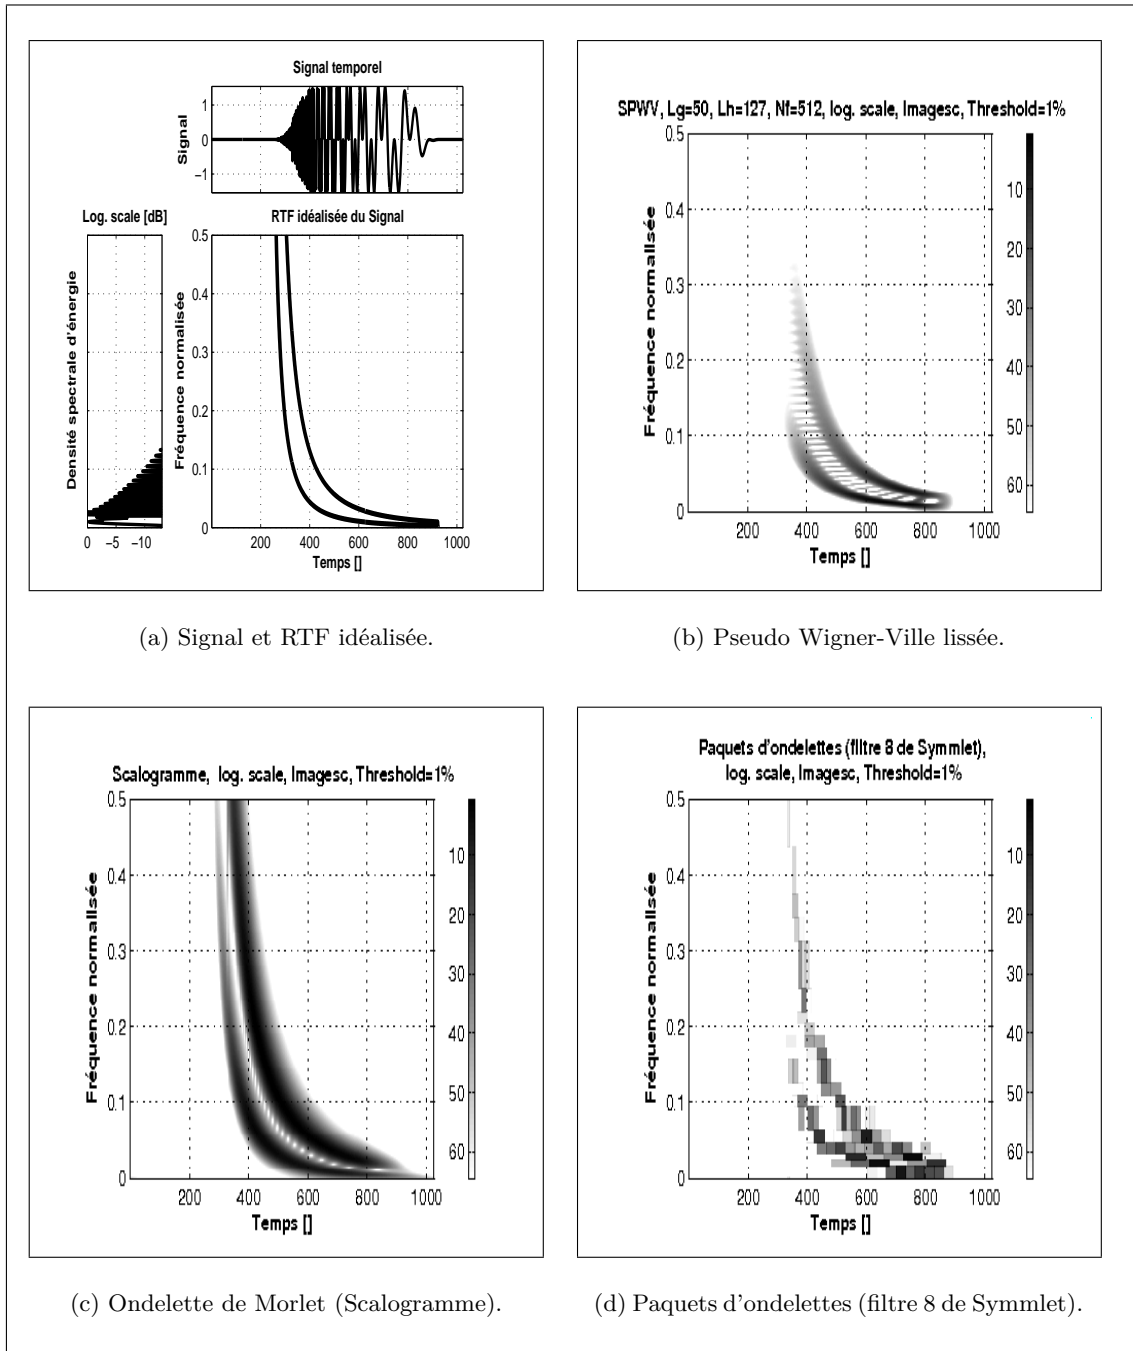 Signal temporel
Signal
1
0
−1
Log. scale [dB]
RTF idéalisée du Signal
Densité spectrale d'énergie
Fréquence normalisée
0.5
0.4
0.3
0.2
0.1
0
0 −5 −10
200 400 600 800 1000
Temps []
(a) Signal et RTF idéalisée.
SPWV, Lg=50, Lh=127, Nf=512, log. scale, Imagesc, Threshold=1%
Fréquence normalisée
0.5
0.4
0.3
0.2
0.1
0
200 400 600 800 1000
Temps []
10
20
30
40
50
60
(b) Pseudo Wigner-Ville lissée.
Scalogramme, log. scale, Imagesc, Threshold=1%
Fréquence normalisée
0.5
0.4
0.3
0.2
0.1
0
200 400 600 800 1000
Temps []
10
20
30
40
50
60
(c) Ondelette de Morlet (Scalogramme).
Paquets d'ondelettes (filtre 8 de Symmlet),
log. scale, Imagesc, Threshold=1%
Fréquence normalisée
0.5
0.4
0.3
0.2
0.1
0
200 400 600 800 1000
Temps []
10
20
30
40
50
60
(d) Paquets d'ondelettes (filtre 8 de Symmlet).